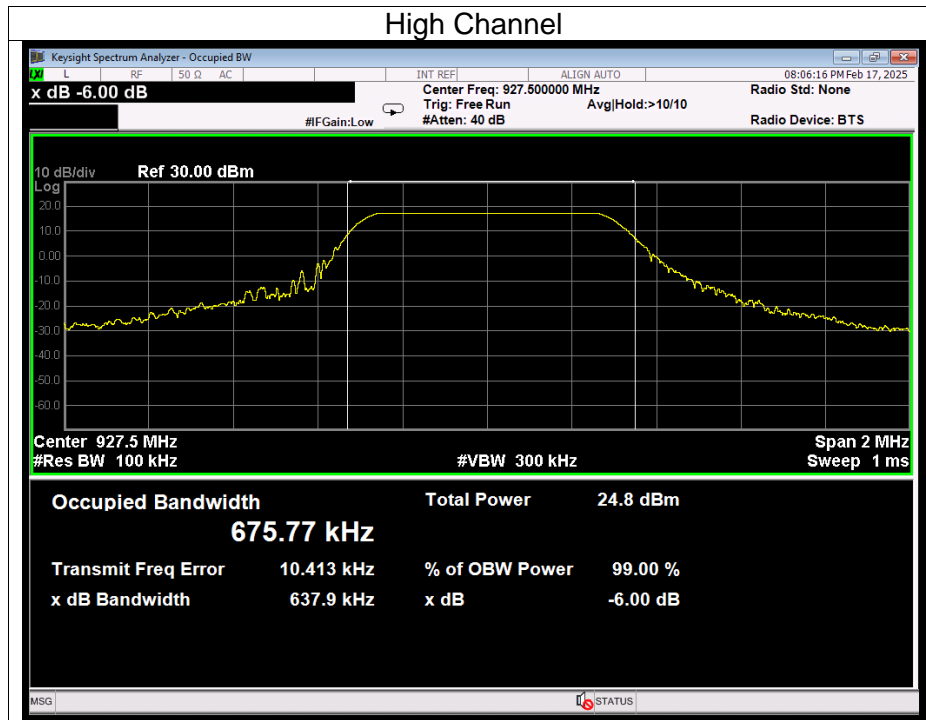 High Channel
Keysight Spectrum Analyzer - Occupied BW
LXI L RF 50 Ω AC INT REF ALIGN AUTO 08:06:16 PM Feb 17, 2025
x dB -6.00 dB
Center Freq: 927.500000 MHz Radio Std: None
Trig: Free Run Avg|Hold:>10/10
#IFGain:Low #Atten: 40 dB Radio Device: BTS
10 dB/div Ref 30.00 dBm
Log
20.0
10.0
0.00
-10.0
-20.0
-30.0
-40.0
-50.0
-60.0
Center 927.5 MHz Span 2 MHz
#Res BW 100 kHz #VBW 300 kHz Sweep 1 ms
Occupied Bandwidth Total Power 24.8 dBm
675.77 kHz
Transmit Freq Error 10.413 kHz % of OBW Power 99.00 %
x dB Bandwidth 637.9 kHz x dB -6.00 dB
MSG STATUS